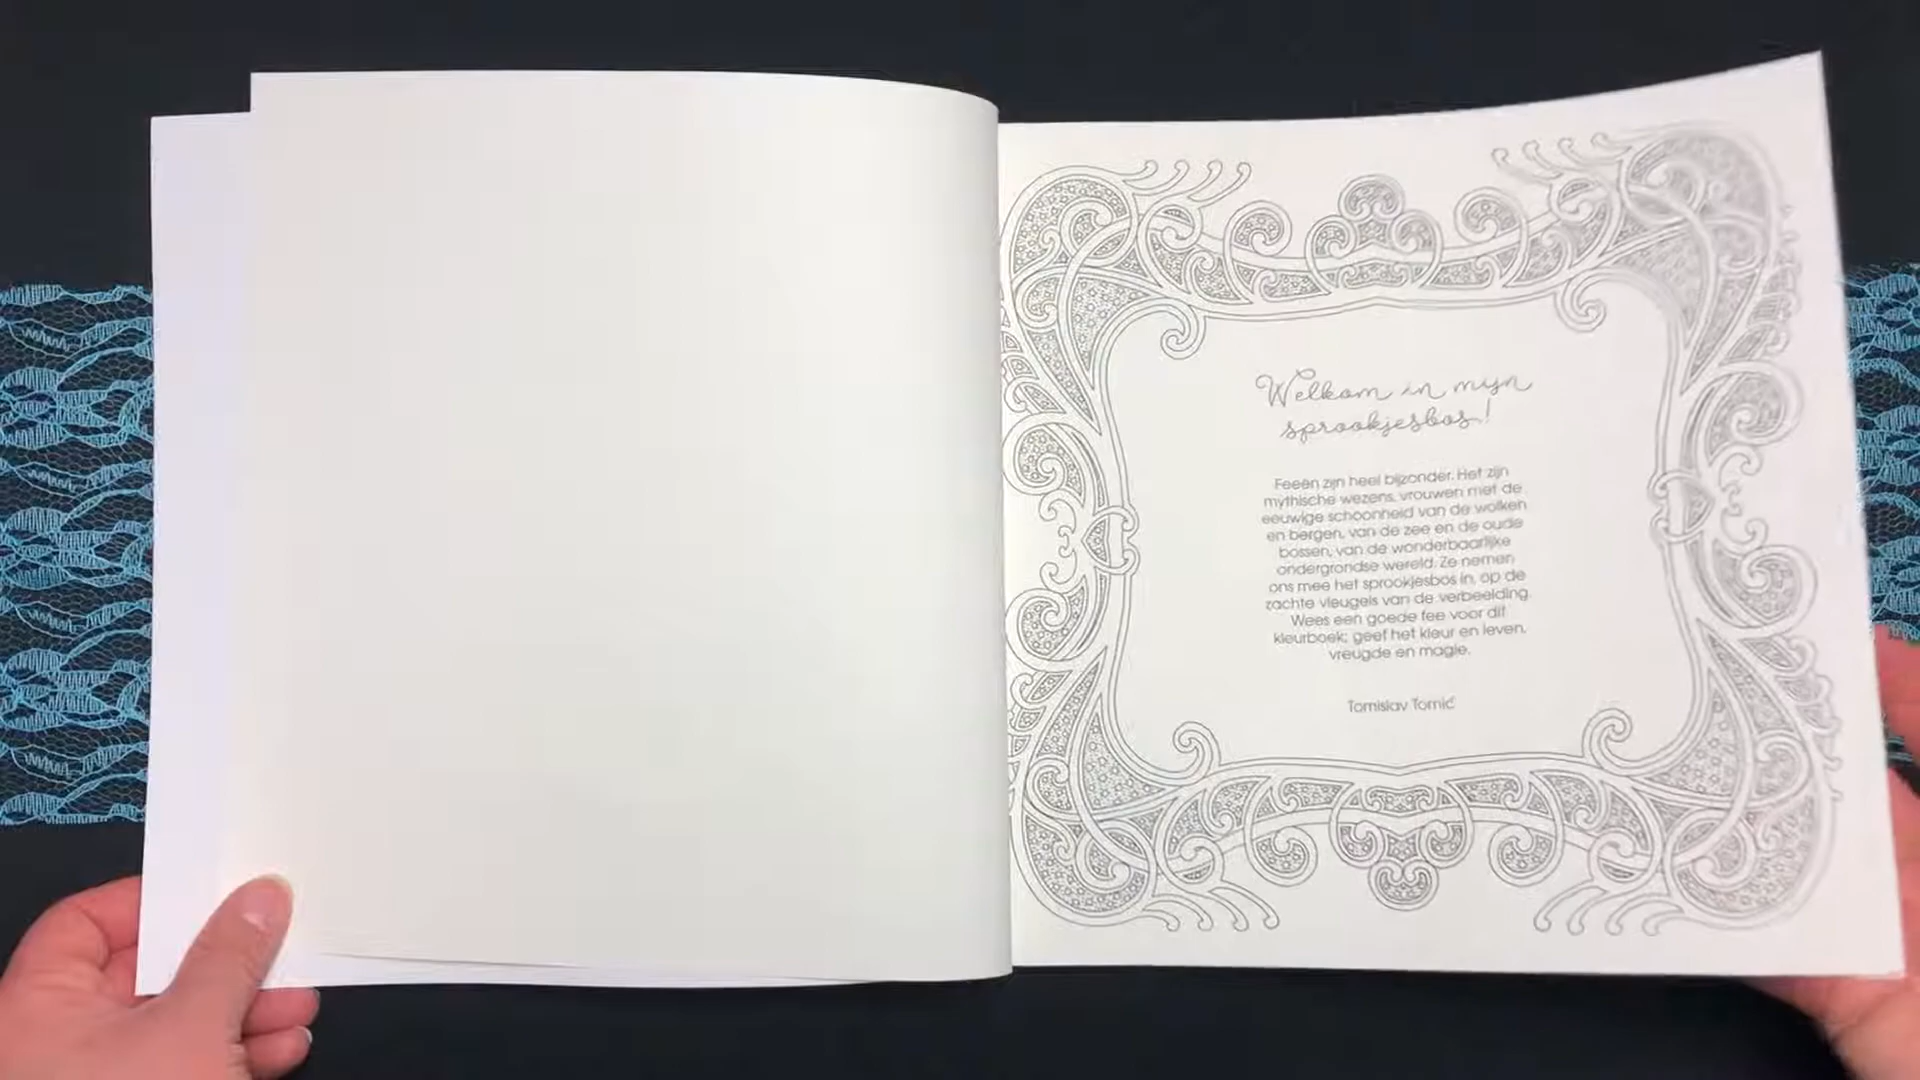 Welkom in mijn
sprookjesbos!
Feeën zijn heel bijzonder. Het zijn
mythische wezens, vrouwen met de
eeuwige schoonheid van de wolken
en bergen, van de zee en de oude
bossen, van de wonderbaarlijke
ondergrondse wereld. Ze nemen
ons mee het sprookjesbos in, op de
zachte vleugels van de verbeelding.
Wees een goede fee voor dit
kleurboek; geef het kleur en leven,
vreugde en magie.
Tomislav Tomić